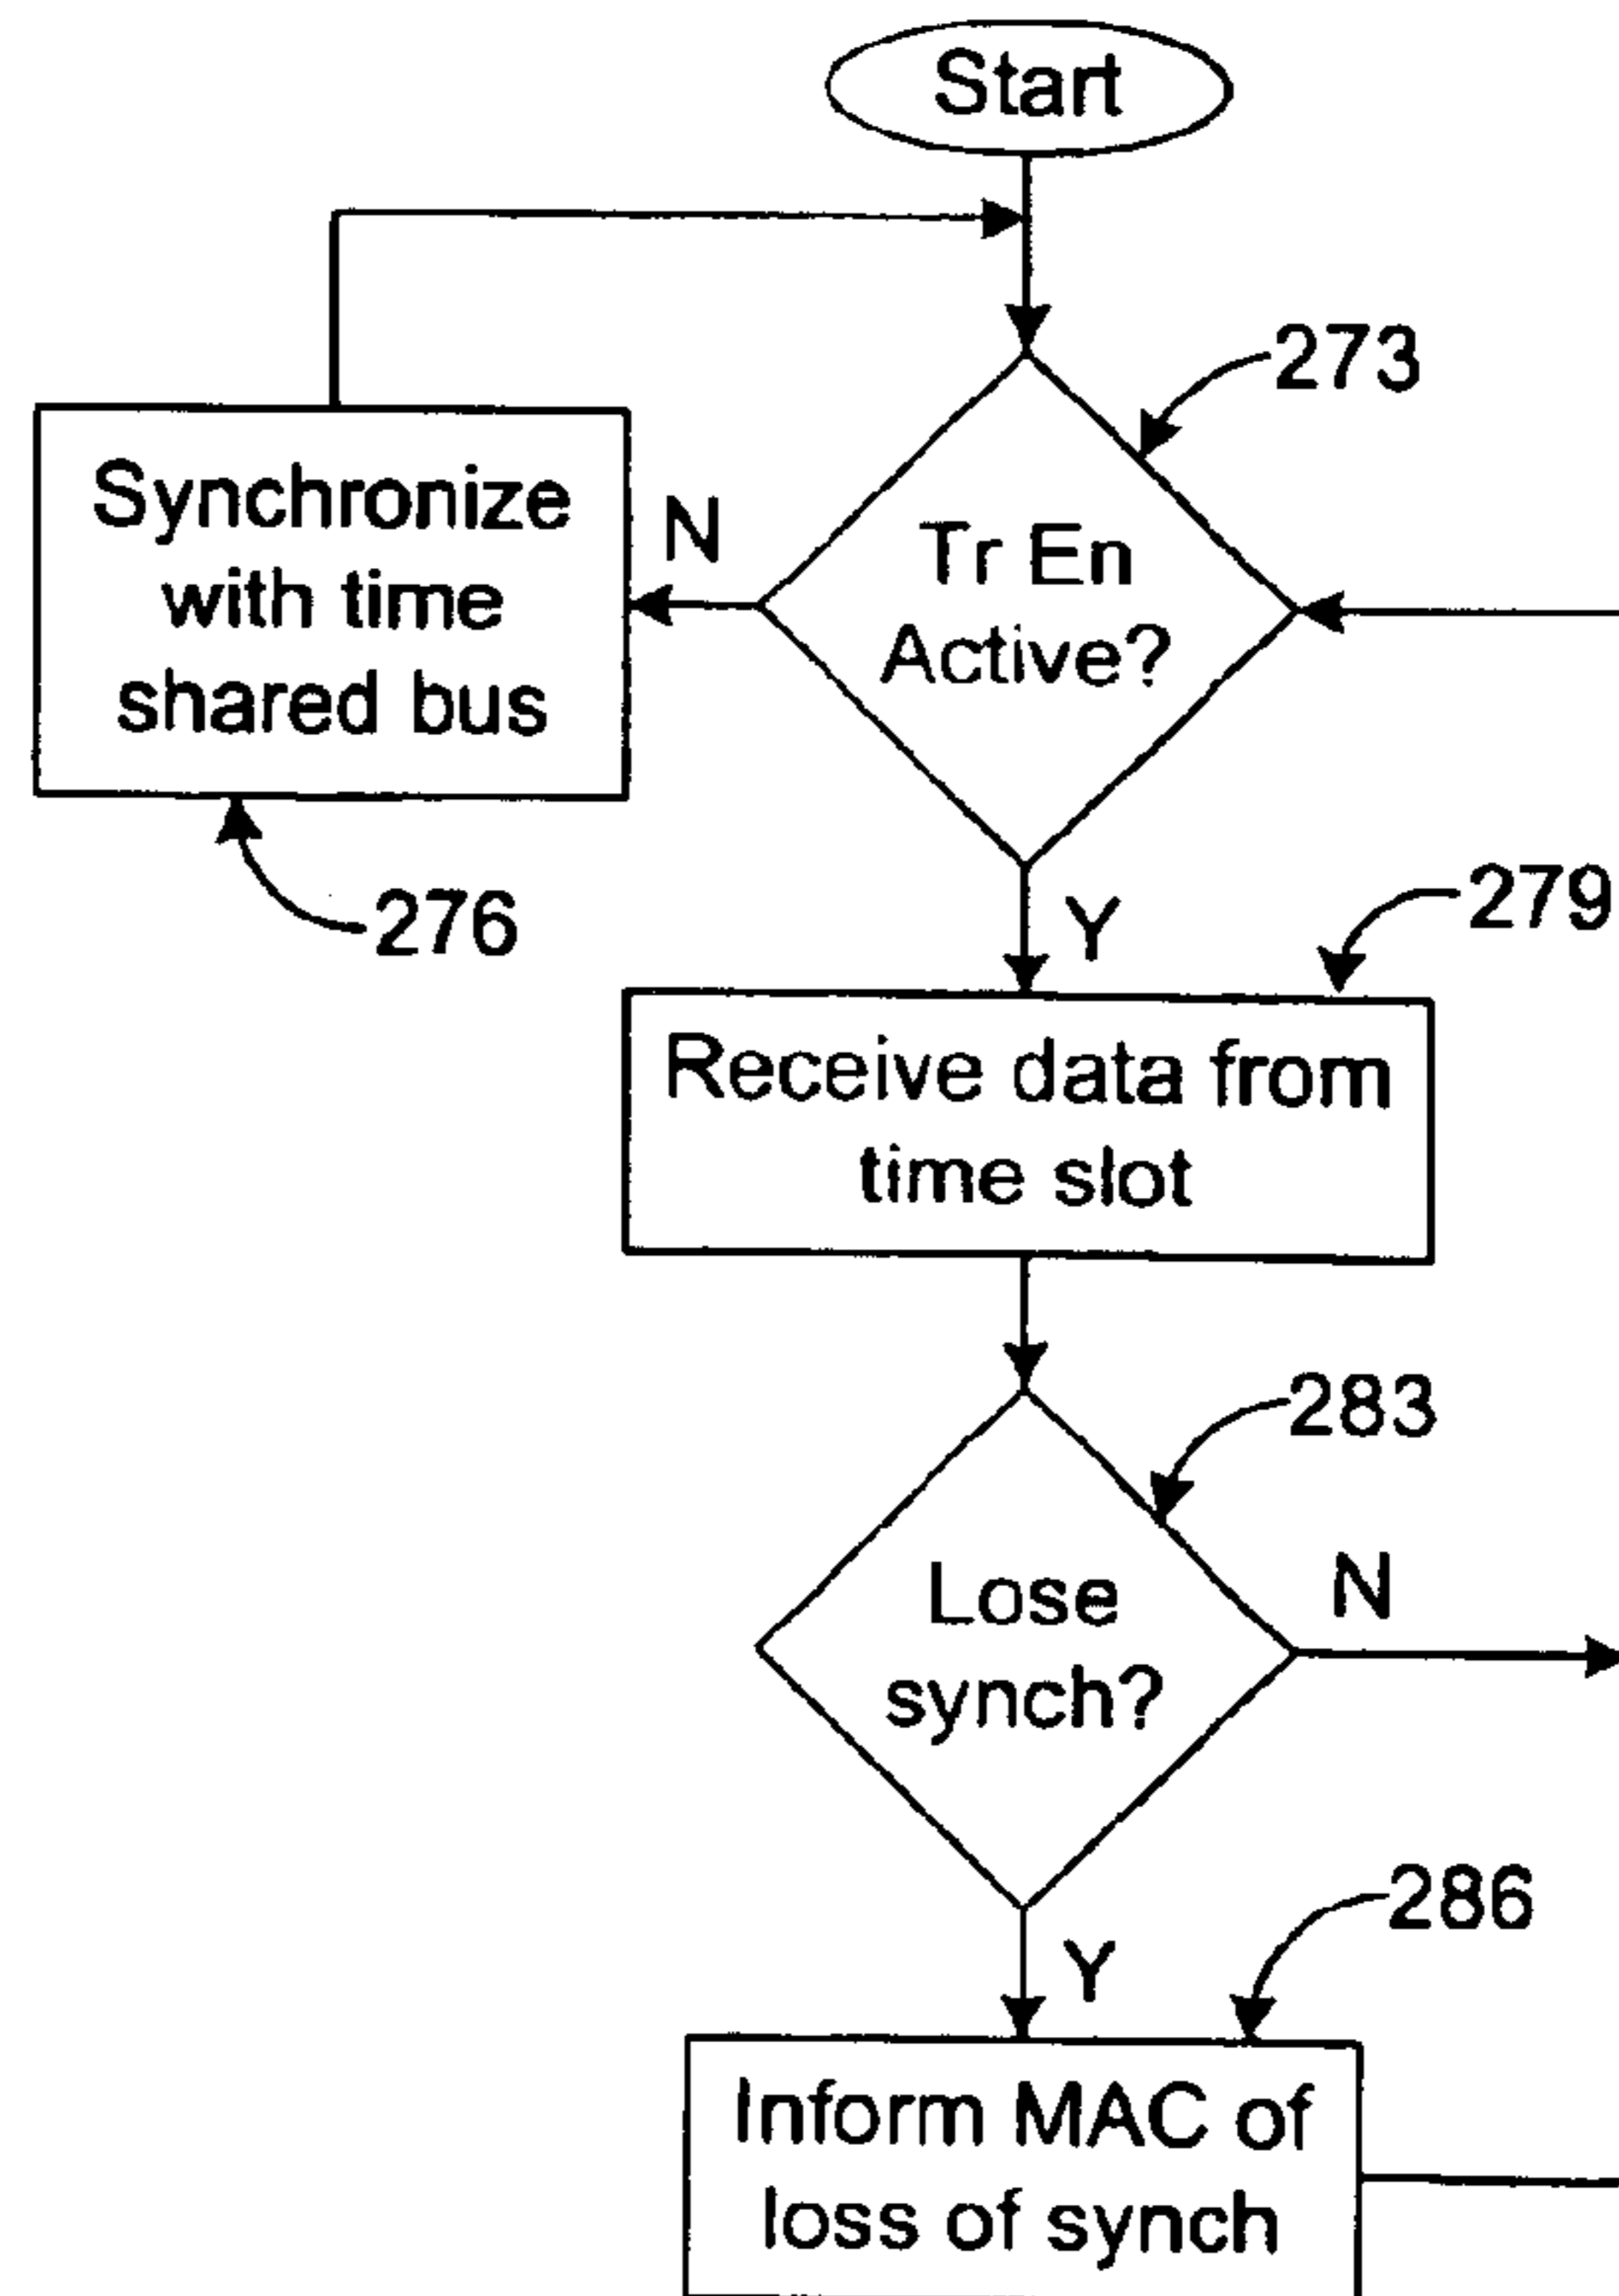 Start
273
Synchronize
with time
shared bus
N
Tr En
Active?
276
Y
279
Receive data from
time slot
283
Lose
synch?
N
286
Y
Inform MAC of
loss of synch